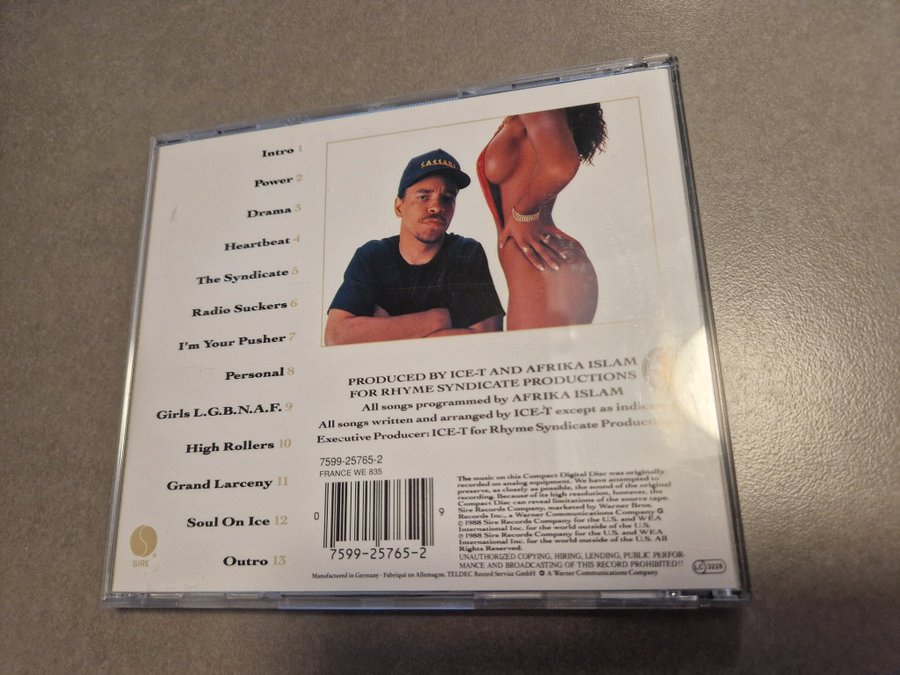 Intro 1
Power 2
Drama 3
Heartbeat 4
The Syndicate 5
Radio Suckers 6
I'm Your Pusher 7
Personal 8
Girls L.G.B.N.A.F. 9
High Rollers 10
Grand Larceny 11
Soul On Ice 12
Outro 13
SIRE
CAESARS
PRODUCED BY ICE-T AND AFRIKA ISLAM
FOR RHYME SYNDICATE PRODUCTIONS
All songs programmed by AFRIKA ISLAM
All songs written and arranged by ICE-T except as
Executive Producer: ICE-T for Rhyme Syndicate
7599-25765-2
FRANCE WE 835
0 9
7599-25765-2
The music on this Compact Digital Disc was originally
recorded on analog equipment. We have attempted to
preserve, as closely as possible, the sound of the original
recording. Because of its high resolution, however, the
Compact Disc can reveal limitations of the source tape.
Sire Records Company, marketed by Warner Bros.
Records Inc., a Warner Communications Company
℗ 1988 Sire Records Company for the U.S. and WEA
International Inc. for the world outside of the U.S.
© 1988 Sire Records Company for the U.S. and WEA
International Inc. for the world outside of the U.S. All
Rights Reserved.
UNAUTHORIZED COPYING, HIRING, LENDING, PUBLIC PERFOR-
MANCE AND BROADCASTING OF THIS RECORD PROHIBITED!!
LC 3228
Manufactured in Germany · Fabriqué en Allemagne. TELDEC Record Service GmbH A Warner Communications Company